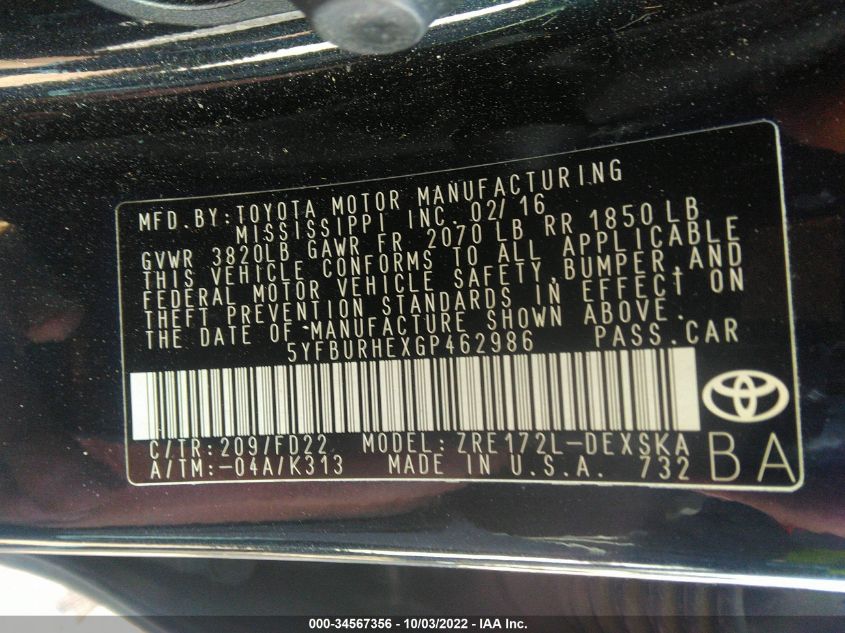 MFD.BY:TOYOTA MOTOR MANUFACTURING
MISSISSIPPI INC. 02/16
GVWR 3820LB GAWR FR 2070 LB RR 1850 LB
THIS VEHICLE CONFORMS TO ALL APPLICABLE
FEDERAL MOTOR VEHICLE SAFETY,BUMPER,AND
THEFT PREVENTION STANDARDS IN EFFECT ON
THE DATE OF MANUFACTURE SHOWN ABOVE.
5YFBURHEXGP462986 PASS.CAR
C/TR:209/FD22 MODEL:ZRE172L-DEXSKA
A/TM:-04A/K313 MADE IN U.S.A. 732
BA
000-34567356 - 10/03/2022 - IAA Inc.